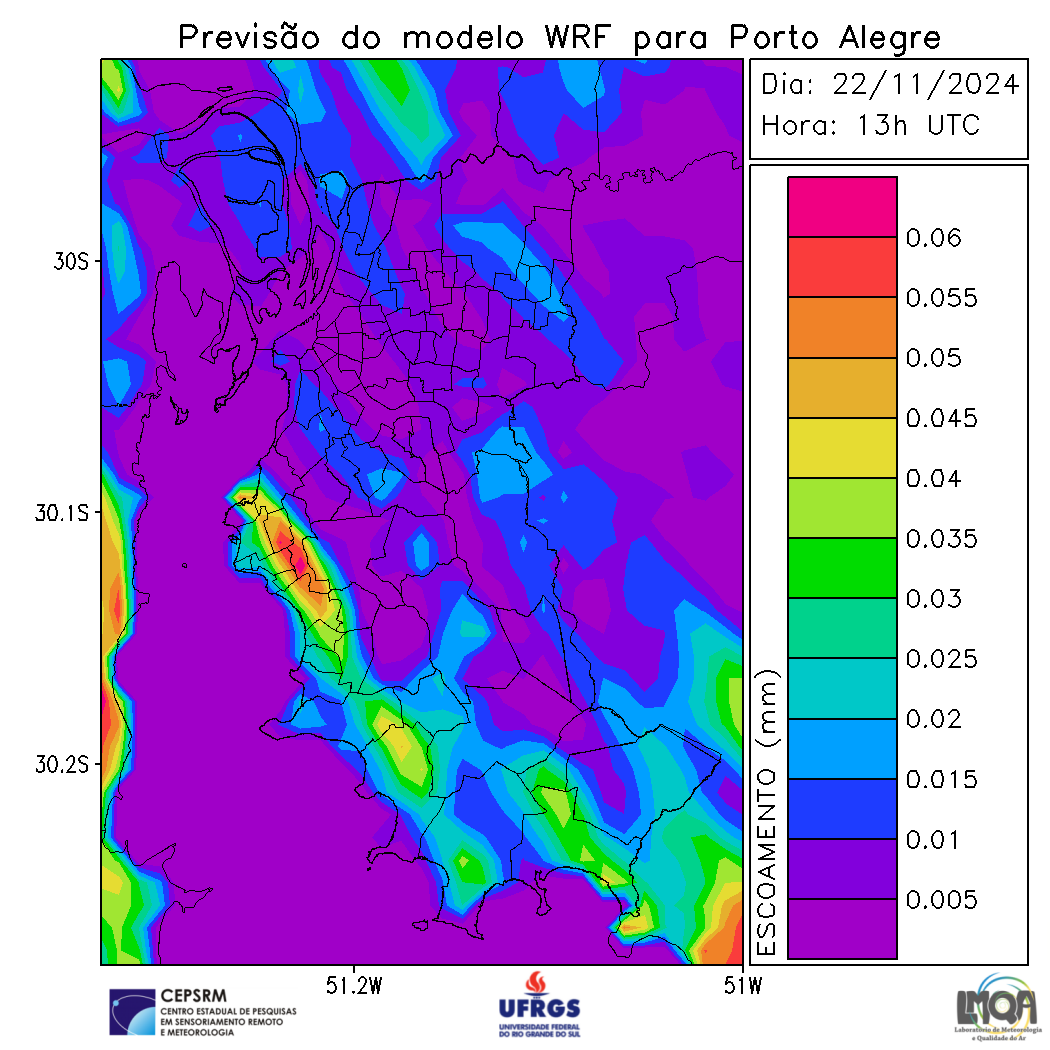 Previsão do modelo WRF para Porto Alegre
Dia: 22/11/2024
Hora: 13h UTC
30S
30.1S
30.2S
51.2W
51W
0.06
0.055
0.05
0.045
0.04
0.035
0.03
0.025
0.02
0.015
0.01
0.005
ESCOAMENTO (mm)
CEPSRM
CENTRO ESTADUAL DE PESQUISAS
EM SENSORIAMENTO REMOTO
E METEOROLOGIA
UFRGS
UNIVERSIDADE FEDERAL
DO RIO GRANDE DO SUL
LMQA
Laboratório de Meteorologia
e Qualidade do Ar